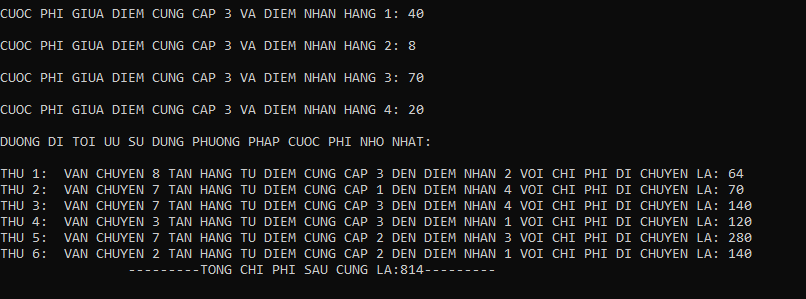 CUOC PHI GIUA DIEM CUNG CAP 3 VA DIEM NHAN HANG 1: 40
CUOC PHI GIUA DIEM CUNG CAP 3 VA DIEM NHAN HANG 2: 8
CUOC PHI GIUA DIEM CUNG CAP 3 VA DIEM NHAN HANG 3: 70
CUOC PHI GIUA DIEM CUNG CAP 3 VA DIEM NHAN HANG 4: 20
DUONG DI TOI UU SU DUNG PHUONG PHAP CUOC PHI NHO NHAT:
THU 1:  VAN CHUYEN 8 TAN HANG TU DIEM CUNG CAP 3 DEN DIEM NHAN 2 VOI CHI PHI DI CHUYEN LA: 64
THU 2:  VAN CHUYEN 7 TAN HANG TU DIEM CUNG CAP 1 DEN DIEM NHAN 4 VOI CHI PHI DI CHUYEN LA: 70
THU 3:  VAN CHUYEN 7 TAN HANG TU DIEM CUNG CAP 3 DEN DIEM NHAN 4 VOI CHI PHI DI CHUYEN LA: 140
THU 4:  VAN CHUYEN 3 TAN HANG TU DIEM CUNG CAP 3 DEN DIEM NHAN 1 VOI CHI PHI DI CHUYEN LA: 120
THU 5:  VAN CHUYEN 7 TAN HANG TU DIEM CUNG CAP 2 DEN DIEM NHAN 3 VOI CHI PHI DI CHUYEN LA: 280
THU 6:  VAN CHUYEN 2 TAN HANG TU DIEM CUNG CAP 2 DEN DIEM NHAN 1 VOI CHI PHI DI CHUYEN LA: 140
---------TONG CHI PHI SAU CUNG LA:814---------